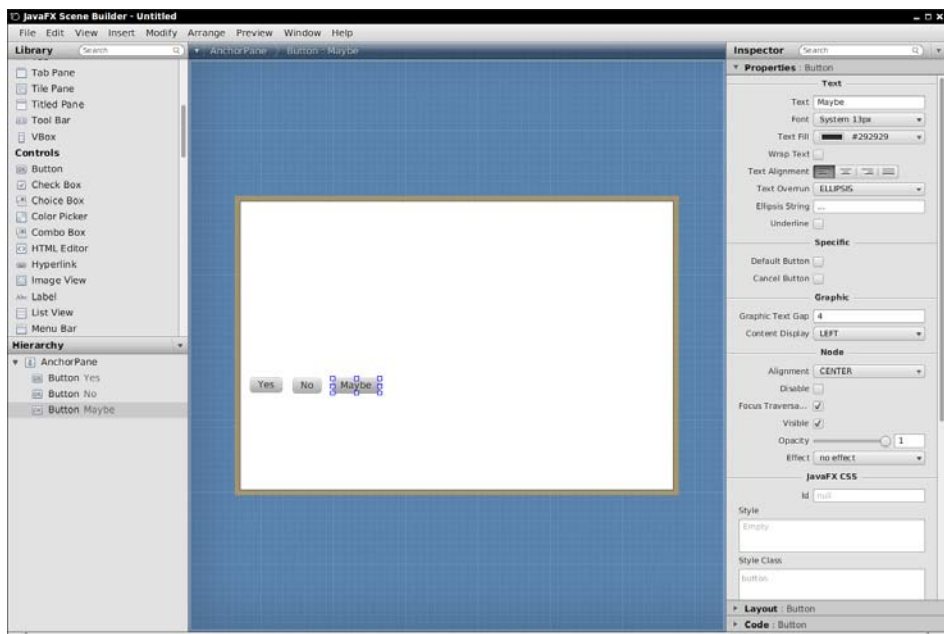 JavaFX Scene Builder - Untitled
File Edit View Insert Modify Arrange Preview Window Help
Library Search
AnchorPane Button : Maybe
Inspector Search
Tab Pane
Tile Pane
Titled Pane
Tool Bar
VBox
Controls
Button
Check Box
Choice Box
Color Picker
Combo Box
HTML Editor
Hyperlink
Image View
Abc Label
List View
Menu Bar
Hierarchy
AnchorPane
Button Yes
Button No
Button Maybe
Yes No Maybe
Properties : Button
Text
Text Maybe
Font System 13px
Text Fill #292929
Wrap Text
Text Alignment
Text Overrun ELLIPSIS
Ellipsis String ...
Underline
Specific
Default Button
Cancel Button
Graphic
Graphic Text Gap 4
Content Display LEFT
Node
Alignment CENTER
Disable
Focus Traversa...
Visible
Opacity 1
Effect no effect
JavaFX CSS
Id null
Style
Empty
Style Class
button
Layout : Button
Code : Button